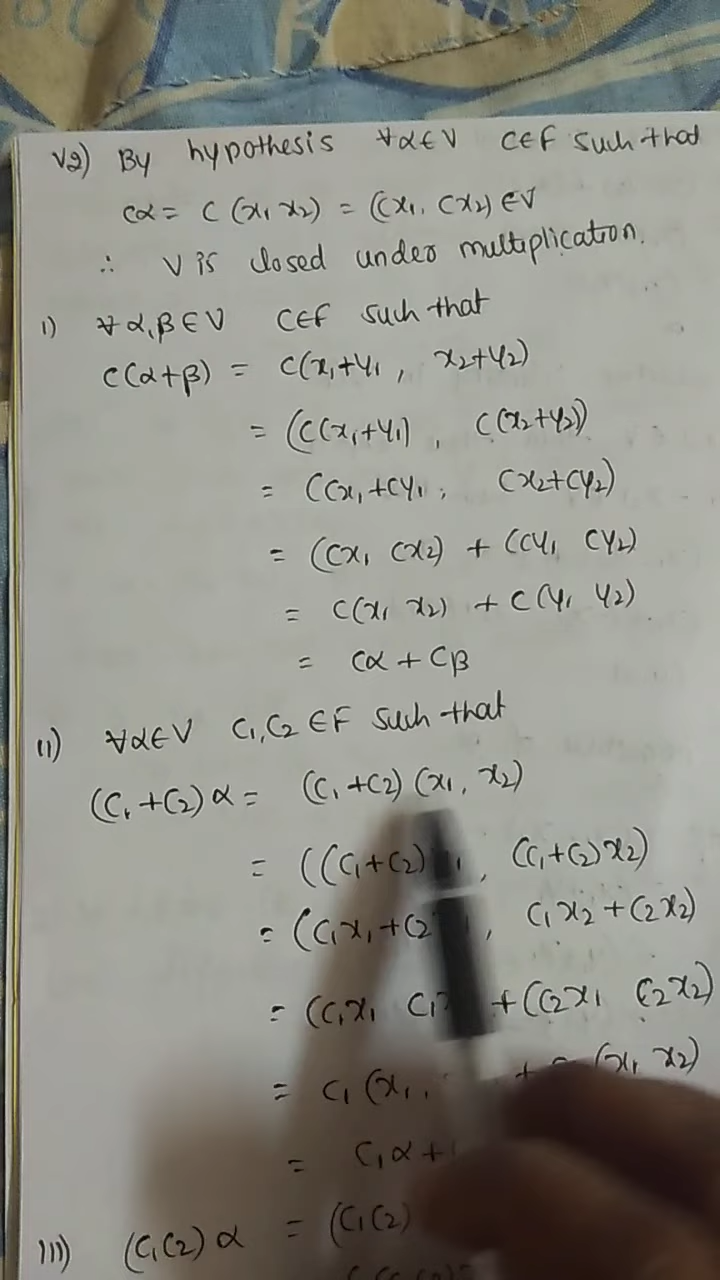 V2) By hypothesis ∀α∈V C∈F Such that
Cα = C (x₁ x₂) = (Cx₁, Cx₂) ∈V
∴ V is closed under multiplication.
1) ∀ α,β ∈ V C∈F such that
C(α+β) = C(x₁+y₁, x₂+y₂)
= (C(x₁+y₁), C(x₂+y₂))
= (Cx₁+Cy₁, Cx₂+Cy₂)
= (Cx₁ Cx₂) + (Cy₁ Cy₂)
= C(x₁ x₂) + C(y₁ y₂)
= Cα + Cβ
11) ∀α∈V C₁,C₂ ∈F Such that
(C₁+C₂)α = (C₁+C₂) (x₁, x₂)
= ((C₁+C₂) , (C₁+C₂)x₂)
= (C₁x₁+C₂ , C₁x₂+C₂x₂)
= (C₁x₁ C₁ + (C₂x₁ C₂x₂)
= C₁(x₁, + (x₁ x₂)
= C₁α +
111) (C₁C₂) α = (C₁C₂)